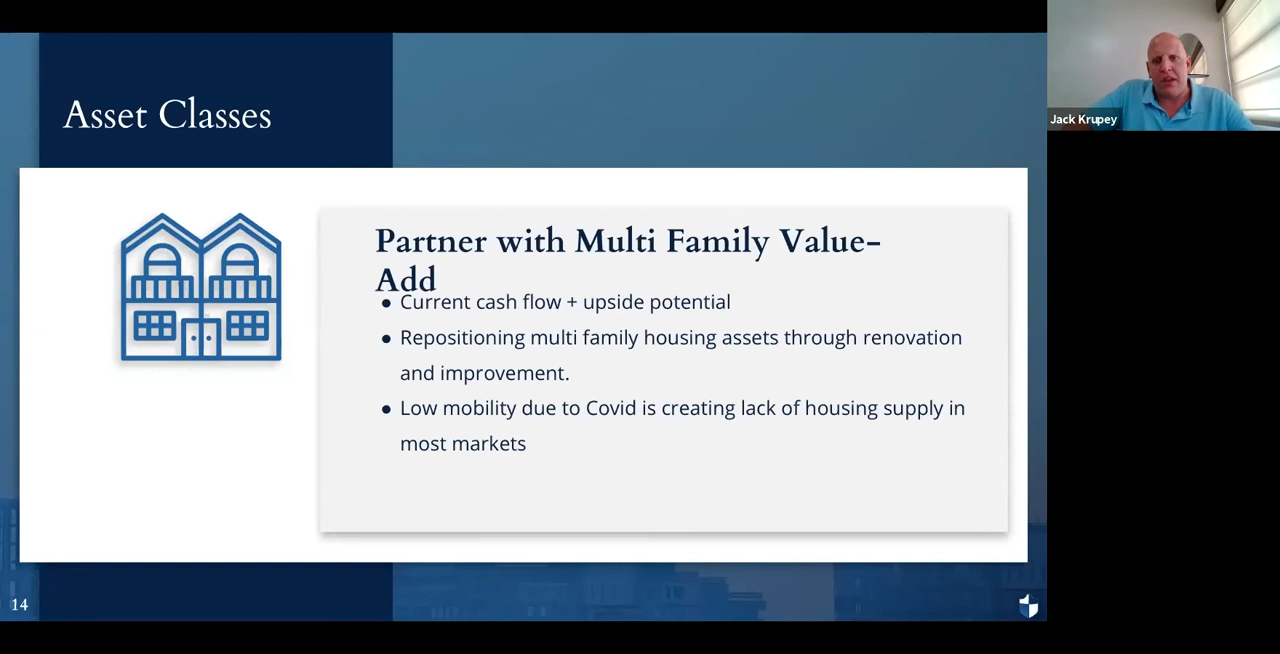 Asset Classes
Jack Krupey
Partner with Multi Family Value-
Add
● Current cash flow + upside potential
● Repositioning multi family housing assets through renovation
and improvement.
● Low mobility due to Covid is creating lack of housing supply in
most markets
14